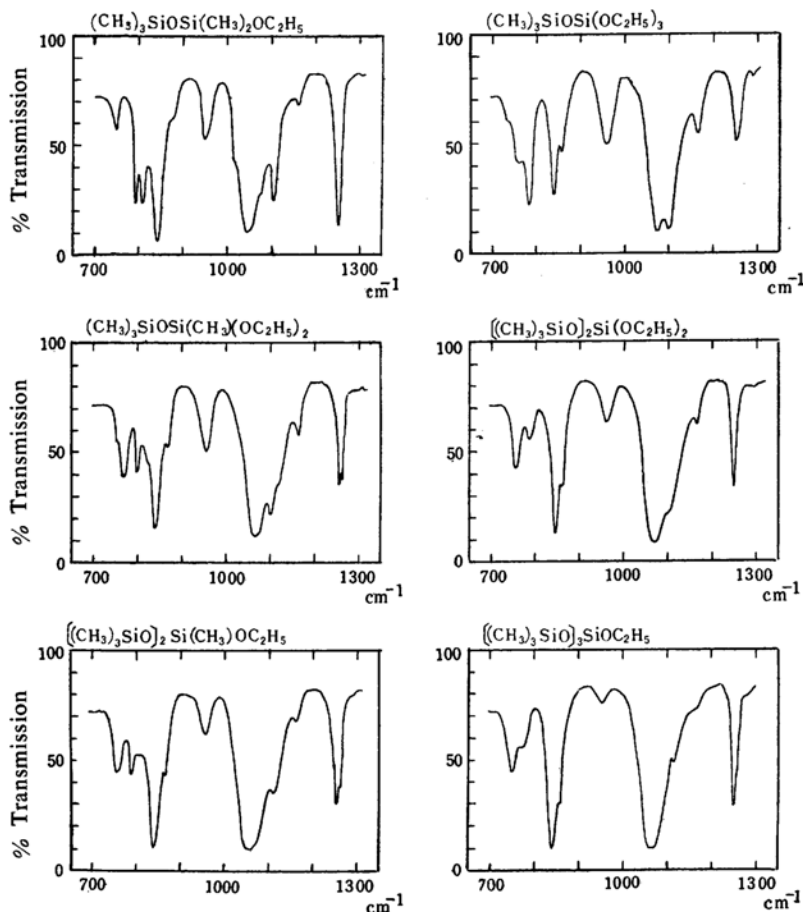 (CH3)3SiOSi(CH3)2OC2H5
% Transmission
100
50
0
700
1000
1300
cm-1
(CH3)3SiOSi(OC2H5)3
100
50
0
700
1000
1300
cm-1
(CH3)3SiOSi(CH3)(OC2H5)2
% Transmission
100
50
0
700
1000
1300
cm-1
[(CH3)3SiO]2Si(OC2H5)2
100
50
0
700
1000
1300
cm-1
[(CH3)3SiO]2Si(CH3)OC2H5
% Transmission
100
50
0
700
1000
1300
cm-1
[(CH3)3SiO]3SiOC2H5
100
50
0
700
1000
1300
cm-1